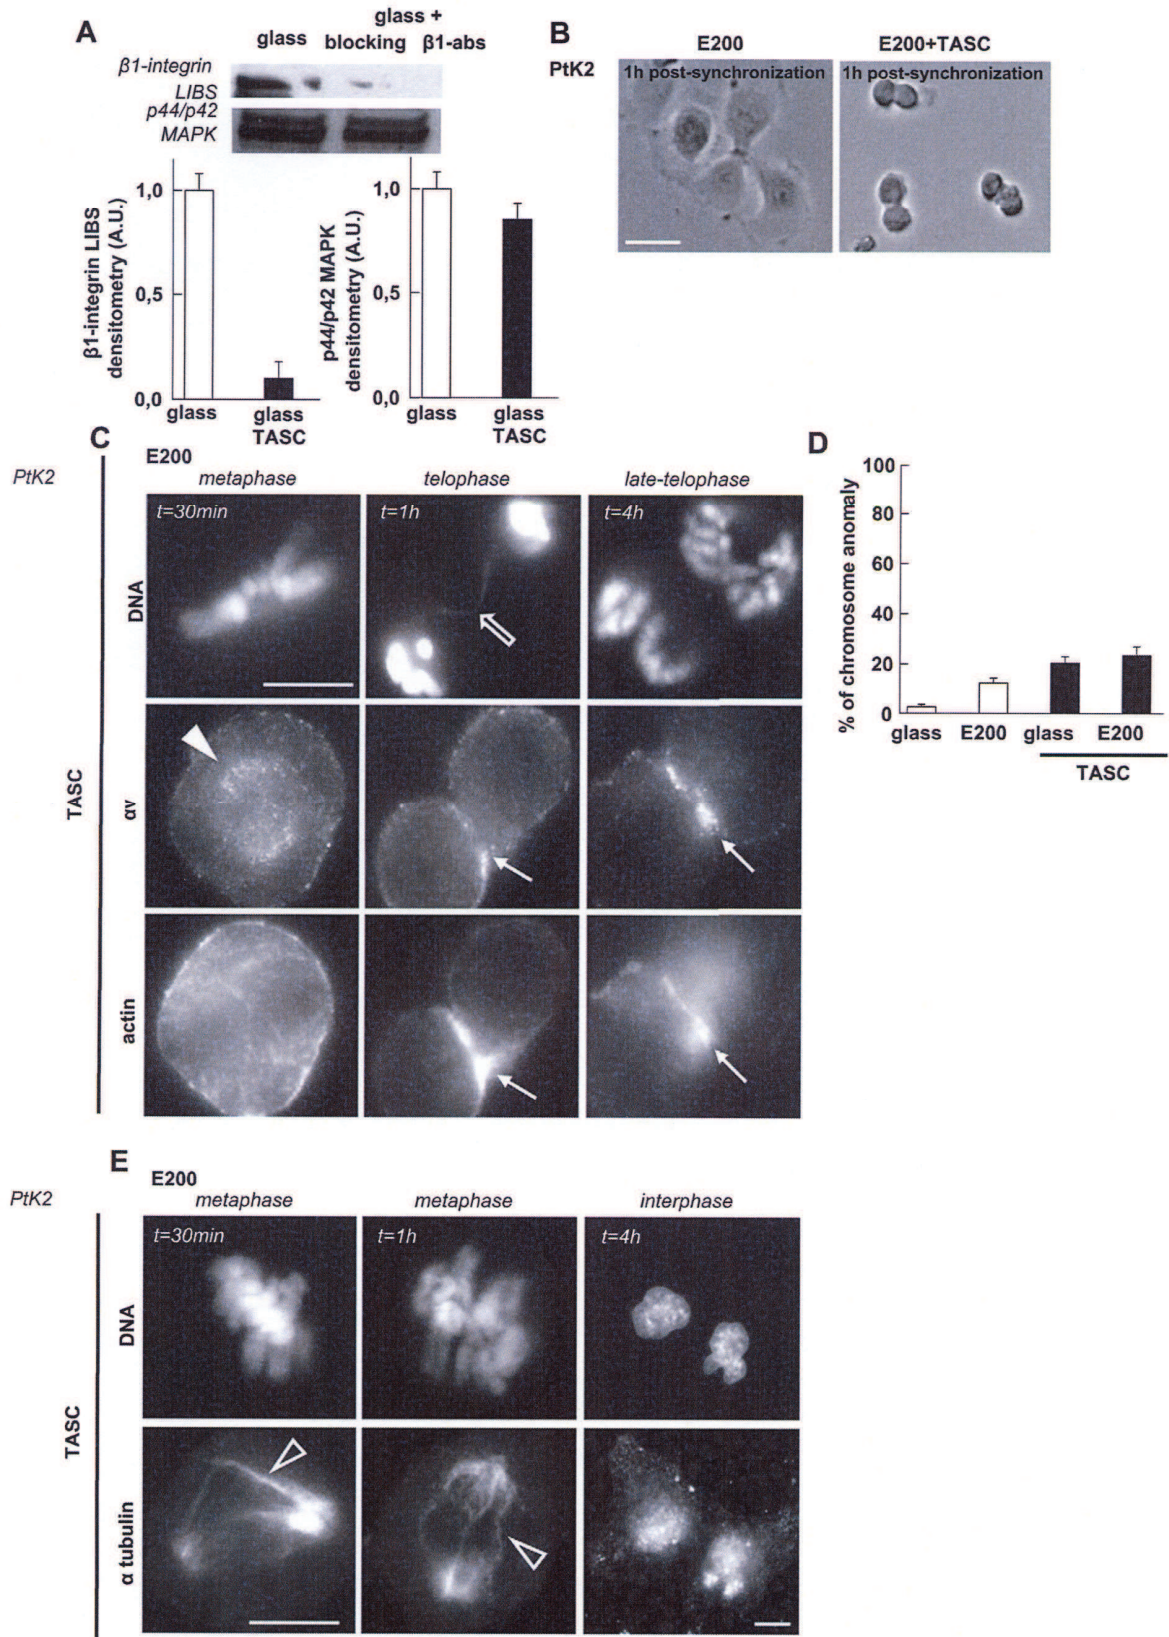 A
glass
glass +
blocking β1-abs
β1-integrin
LIBS
p44/p42
MAPK
β1-integrin LIBS
densitometry (A.U.)
1,0
0,5
0,0
glass
glass
TASC
p44/p42 MAPK
densitometry (A.U.)
1,0
0,5
0,0
glass
glass
TASC
B
E200
E200+TASC
PtK2
1h post-synchronization
1h post-synchronization
C
E200
PtK2
metaphase
telophase
late-telophase
TASC
DNA
t=30min
t=1h
t=4h
αv
actin
D
% of chromosome anomaly
100
80
60
40
20
0
glass E200 glass E200
TASC
E
E200
PtK2
metaphase
metaphase
interphase
TASC
DNA
t=30min
t=1h
t=4h
α tubulin